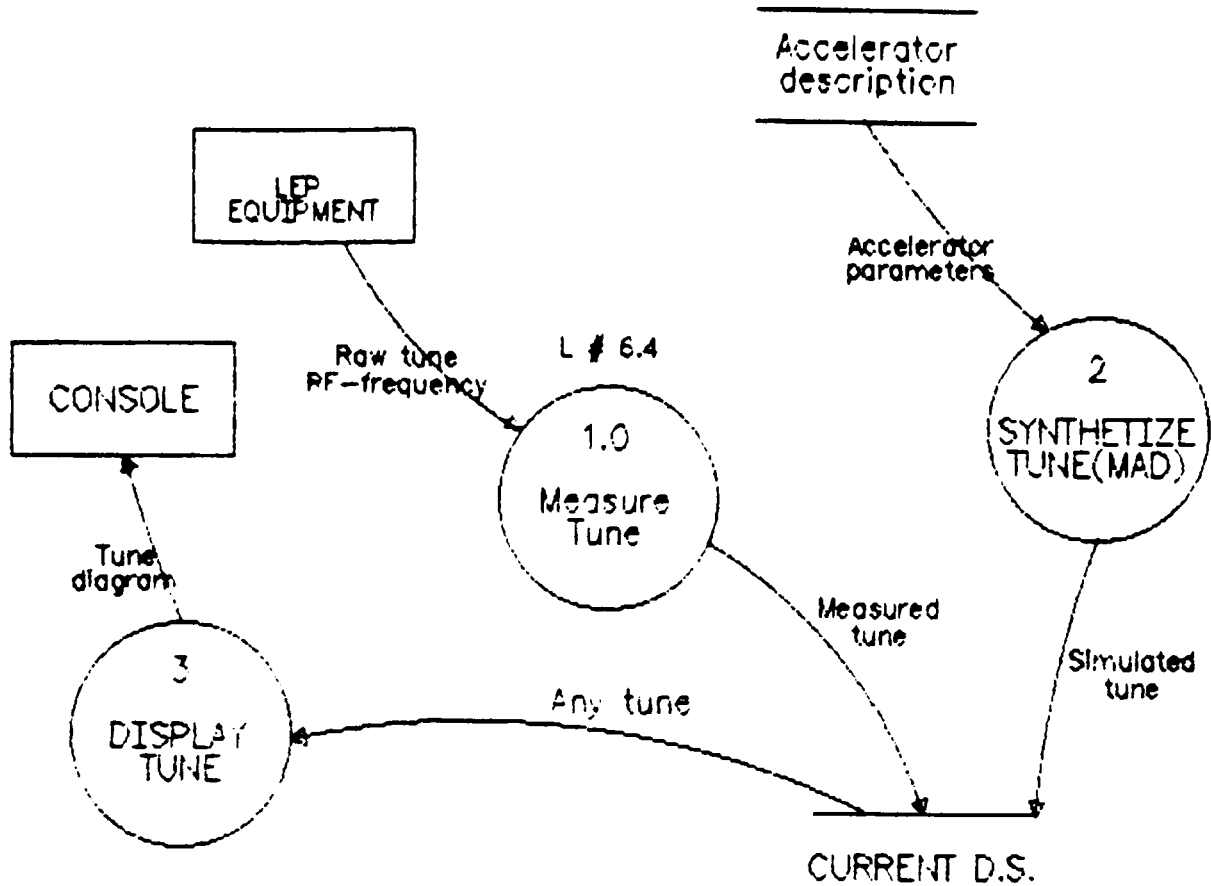 Accelerator
description
LEP
EQUIPMENT
Accelerator
parameters
L # 6.4
Raw tune
RF-frequency
CONSOLE
1.0
Measure
Tune
2
SYNTHETIZE
TUNE(MAD)
Tune
diagram
Measured
tune
Simulated
tune
3
DISPLAY
TUNE
Any tune
CURRENT D.S.